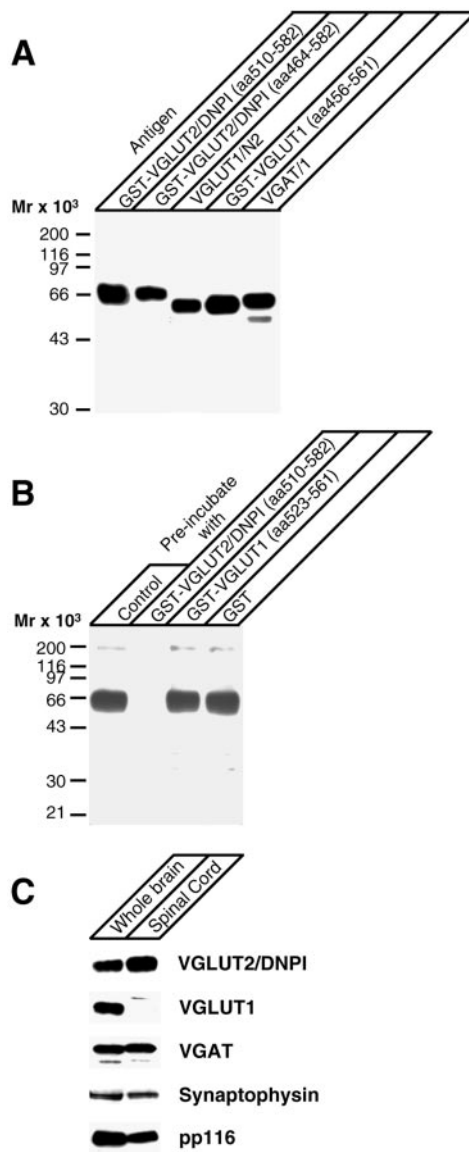 A
Antigen
GST-VGLUT2/DNPI (aa510-582)
GST-VGLUT2/DNPI (aa464-582)
VGLUT1/N2
GST-VGLUT1 (aa456-561)
VGAT/1
Mr x 10³
200
116
97
66
43
30
B
Pre-incubate
with
Control
GST-VGLUT2/DNPI (aa510-582)
GST-VGLUT1 (aa523-561)
GST
Mr x 10³
200
116
97
66
43
30
21
C
Whole brain
Spinal Cord
VGLUT2/DNPI
VGLUT1
VGAT
Synaptophysin
pp116